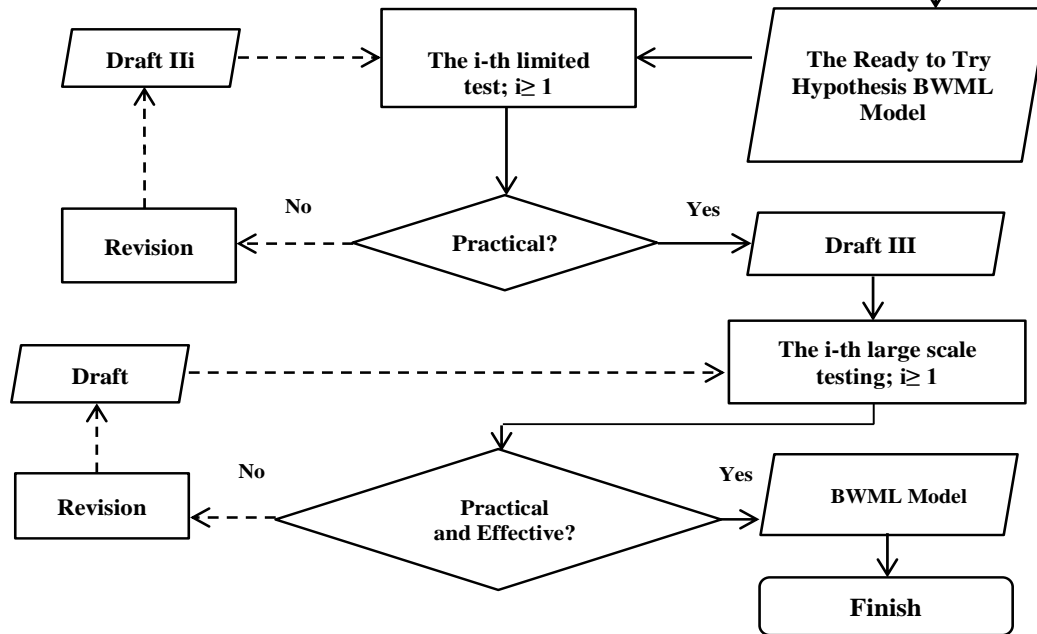 Draft IIi
The i-th limited
test; i≥ 1
The Ready to Try
Hypothesis BWML
Model
No
Yes
Revision
Practical?
Draft III
The i-th large scale
testing; i≥ 1
Draft
No
Yes
Revision
Practical
and Effective?
BWML Model
Finish